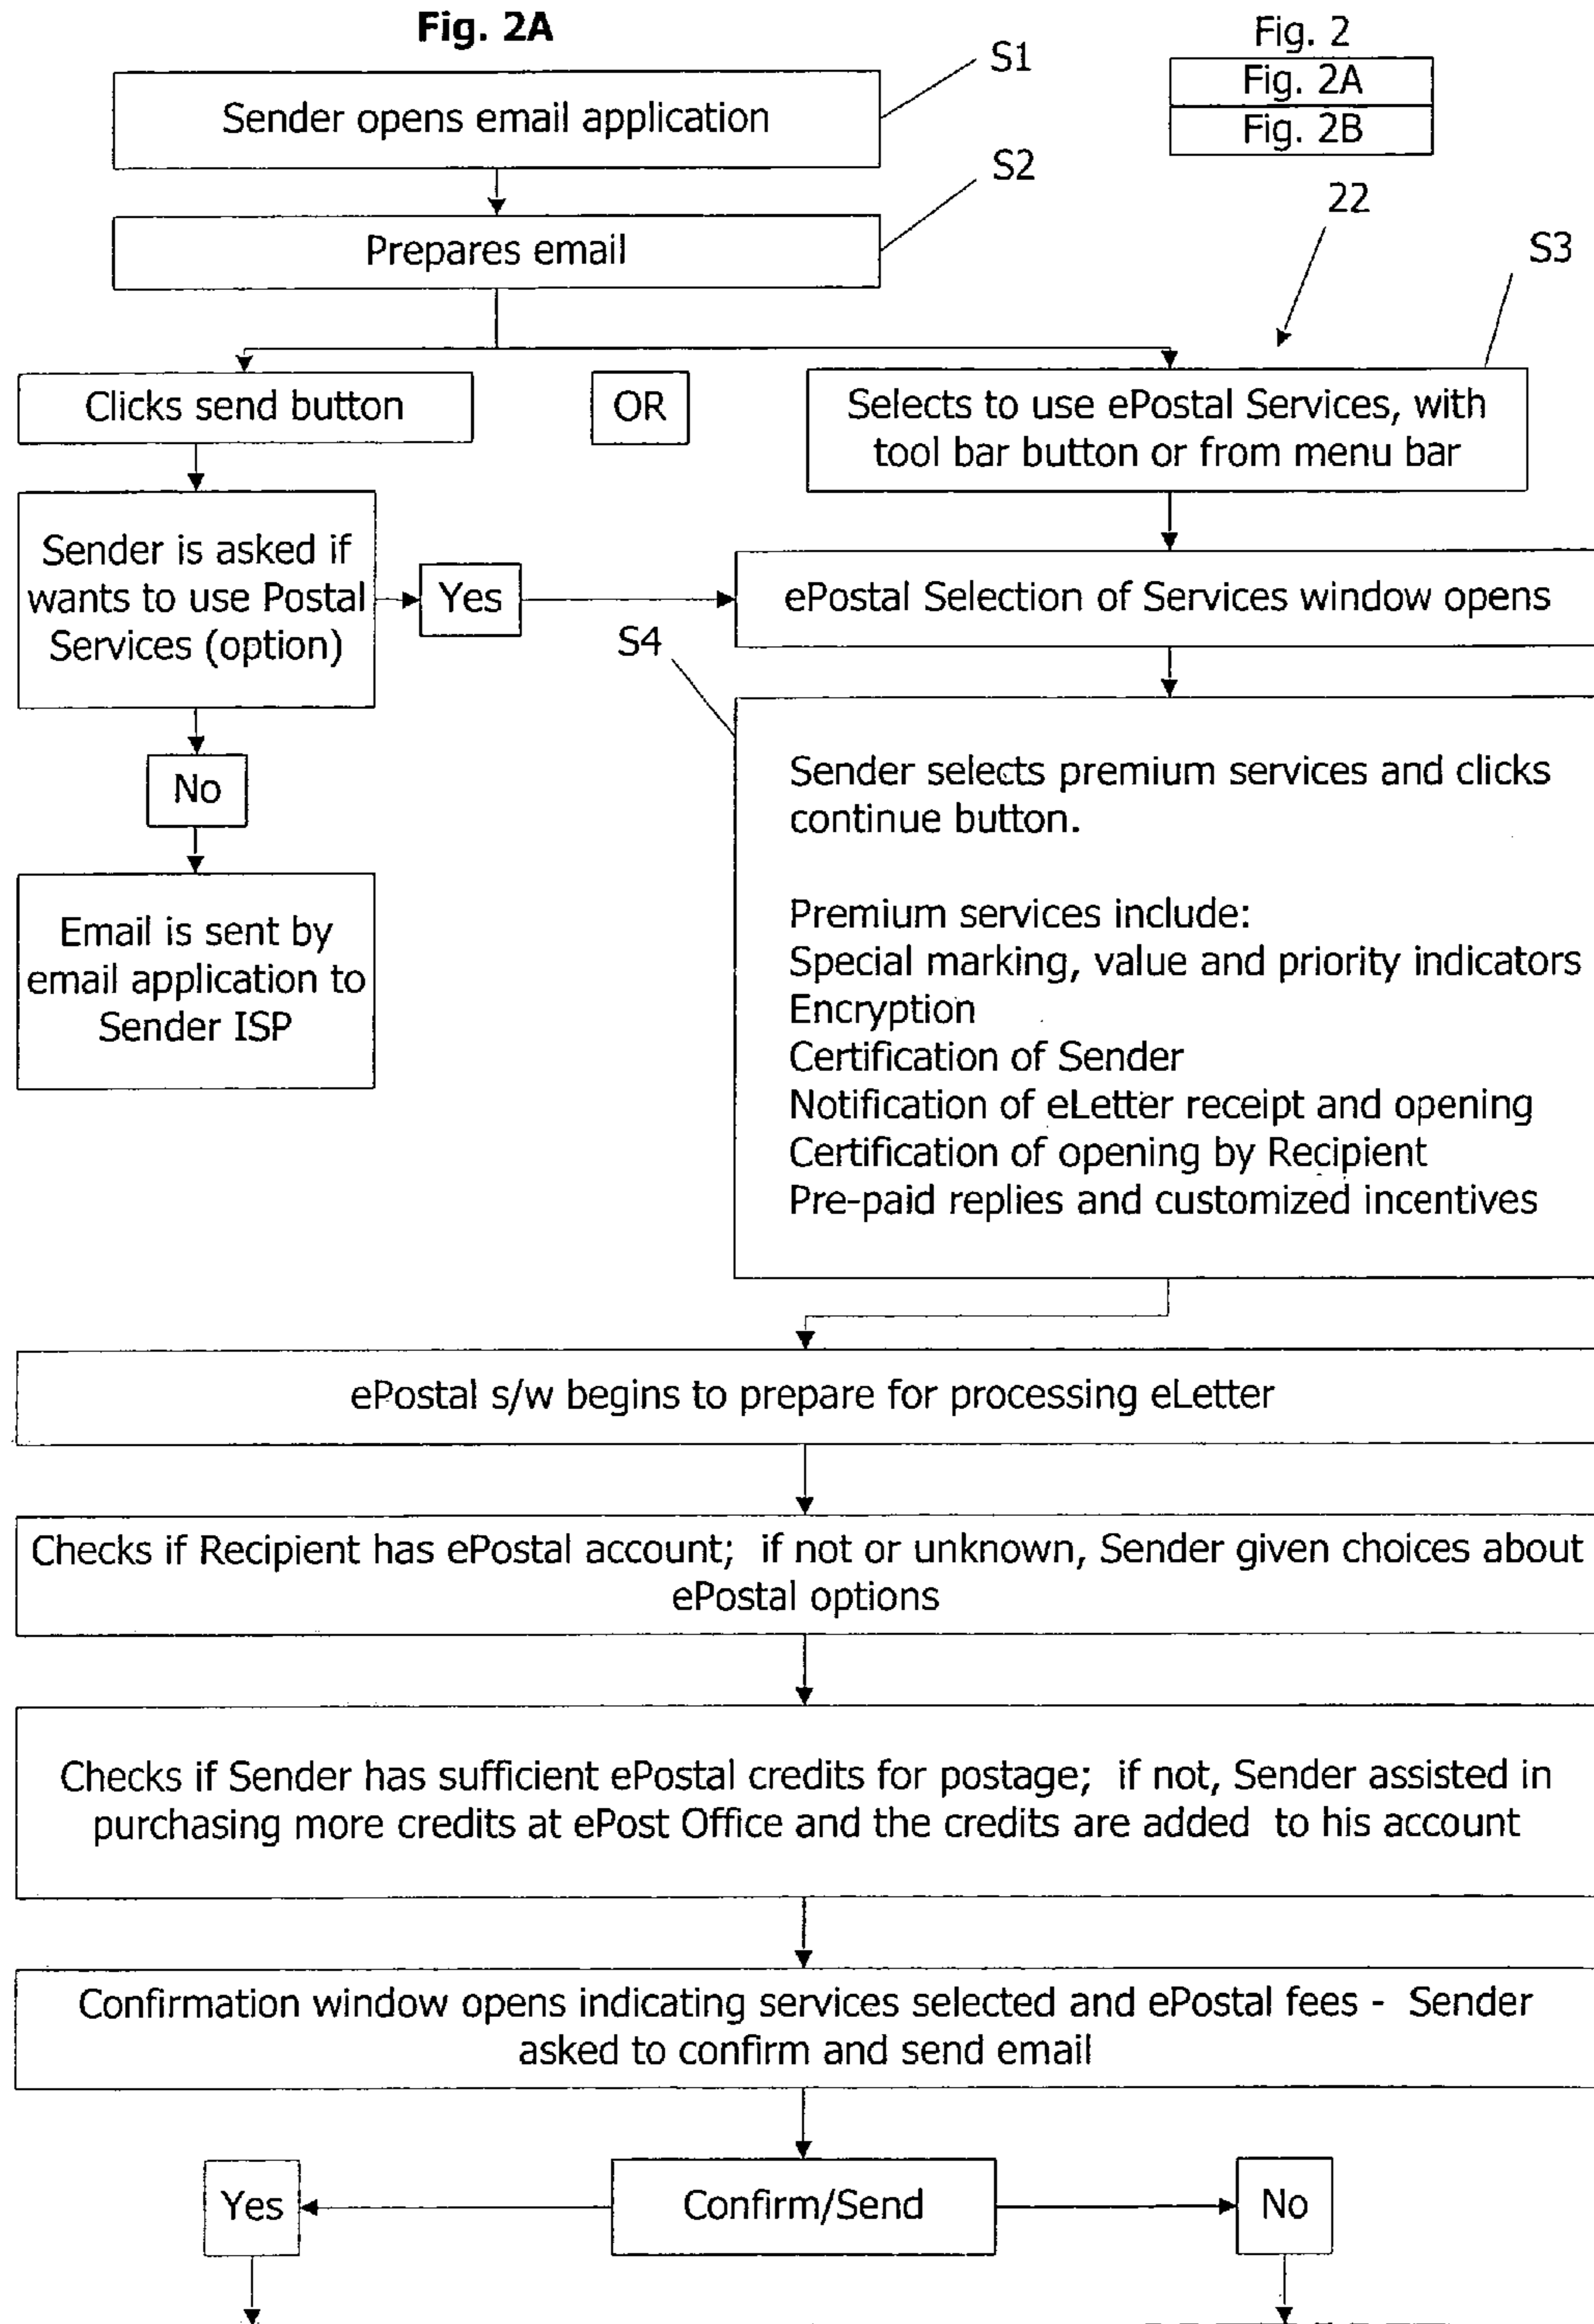 Fig. 2A
Fig. 2
Fig. 2A
Fig. 2B
S1
Sender opens email application
S2
Prepares email
22
S3
Clicks send button
OR
Selects to use ePostal Services, with
tool bar button or from menu bar
Sender is asked if
wants to use Postal
Services (option)
Yes
ePostal Selection of Services window opens
S4
No
Email is sent by
email application to
Sender ISP
Sender selects premium services and clicks
continue button.
Premium services include:
Special marking, value and priority indicators
Encryption
Certification of Sender
Notification of eLetter receipt and opening
Certification of opening by Recipient
Pre-paid replies and customized incentives
ePostal s/w begins to prepare for processing eLetter
Checks if Recipient has ePostal account; if not or unknown, Sender given choices about
ePostal options
Checks if Sender has sufficient ePostal credits for postage; if not, Sender assisted in
purchasing more credits at ePost Office and the credits are added to his account
Confirmation window opens indicating services selected and ePostal fees - Sender
asked to confirm and send email
Yes
Confirm/Send
No